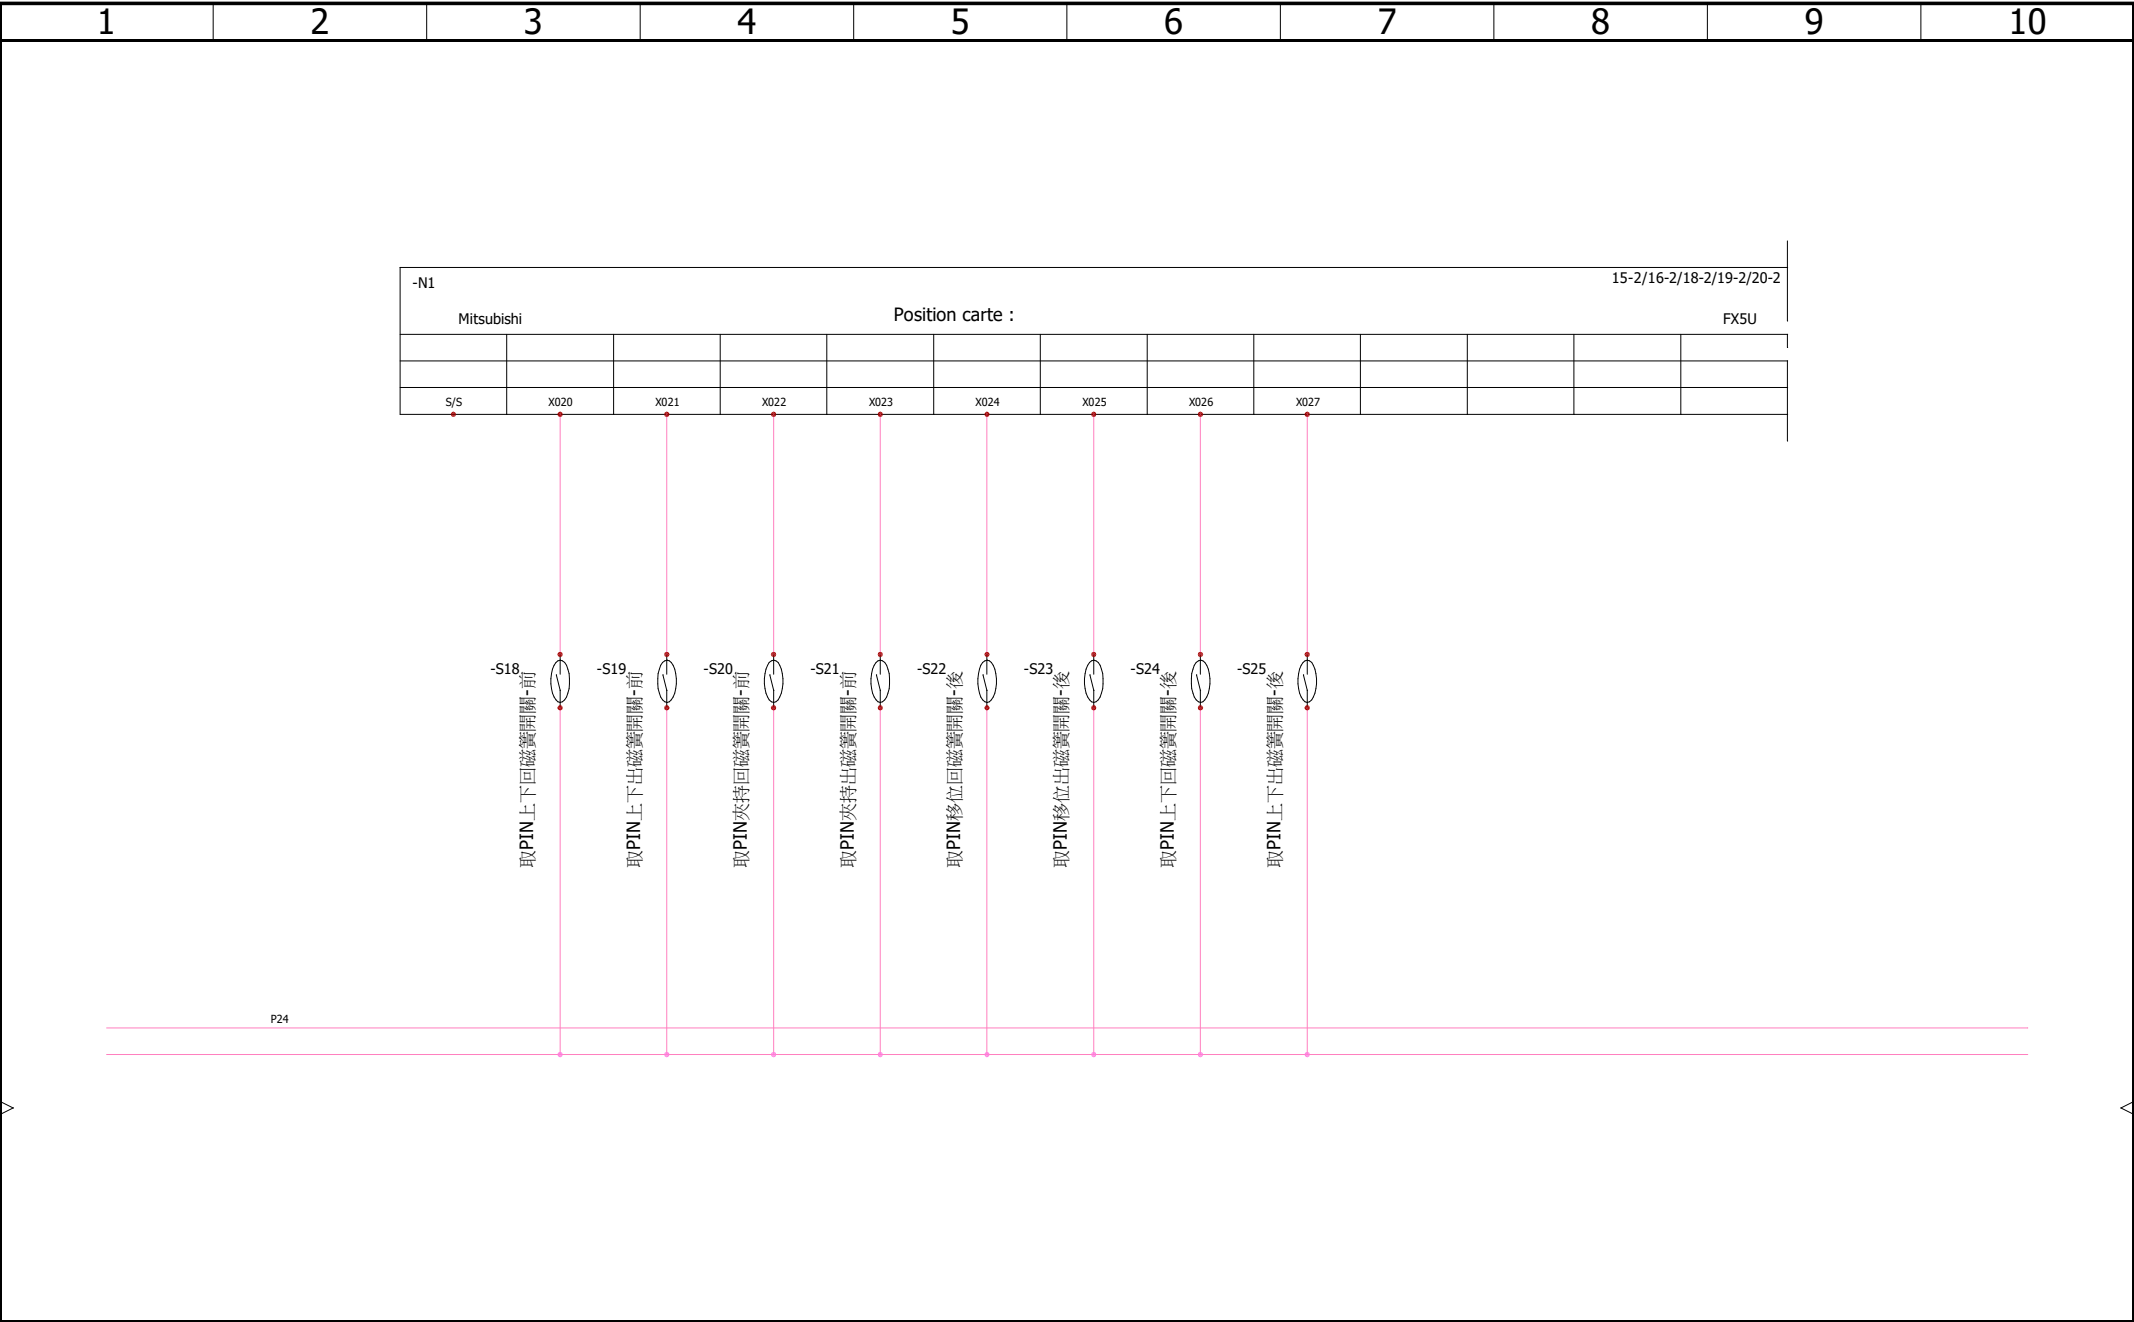 1 2 3 4 5 6 7 8 9 10
-N1 15-2/16-2/18-2/19-2/20-2
Mitsubishi Position carte : FX5U
S/S X020 X021 X022 X023 X024 X025 X026 X027
-S18 -S19 -S20 -S21 -S22 -S23 -S24 -S25
取PIN上下回磁簧開關-前
取PIN上下出磁簧開關-前
取PIN夾持回磁簧開關-前
取PIN夾持出磁簧開關-前
取PIN移位回磁簧開關-後
取PIN移位出磁簧開關-後
取PIN上下回磁簧開關-後
取PIN上下出磁簧開關-後
P24